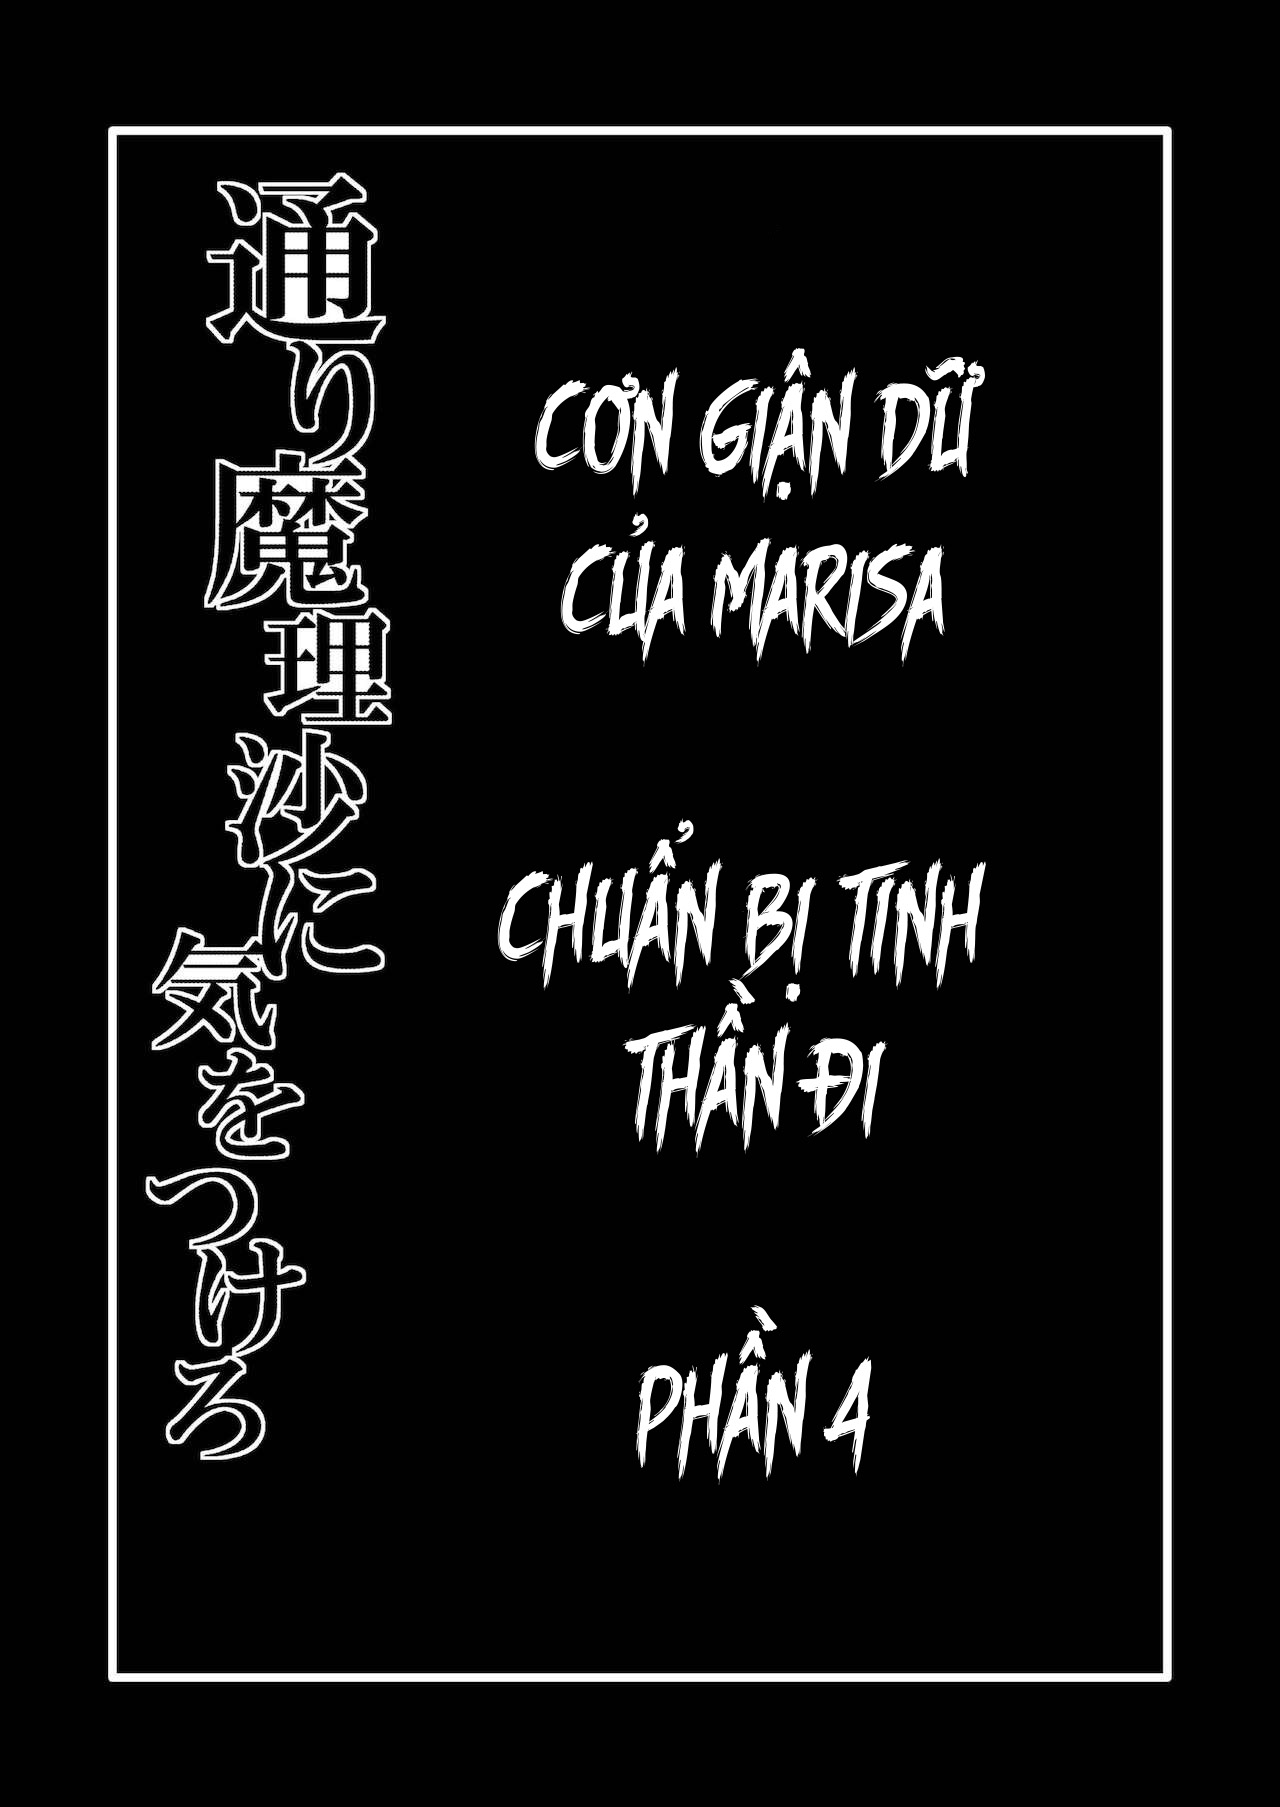 通り魔理沙に
気をつけろ
CƠN GIẬN DỮ
CỦA MARISA
CHUẨN BỊ TINH
THẦN ĐI
PHẦN 4